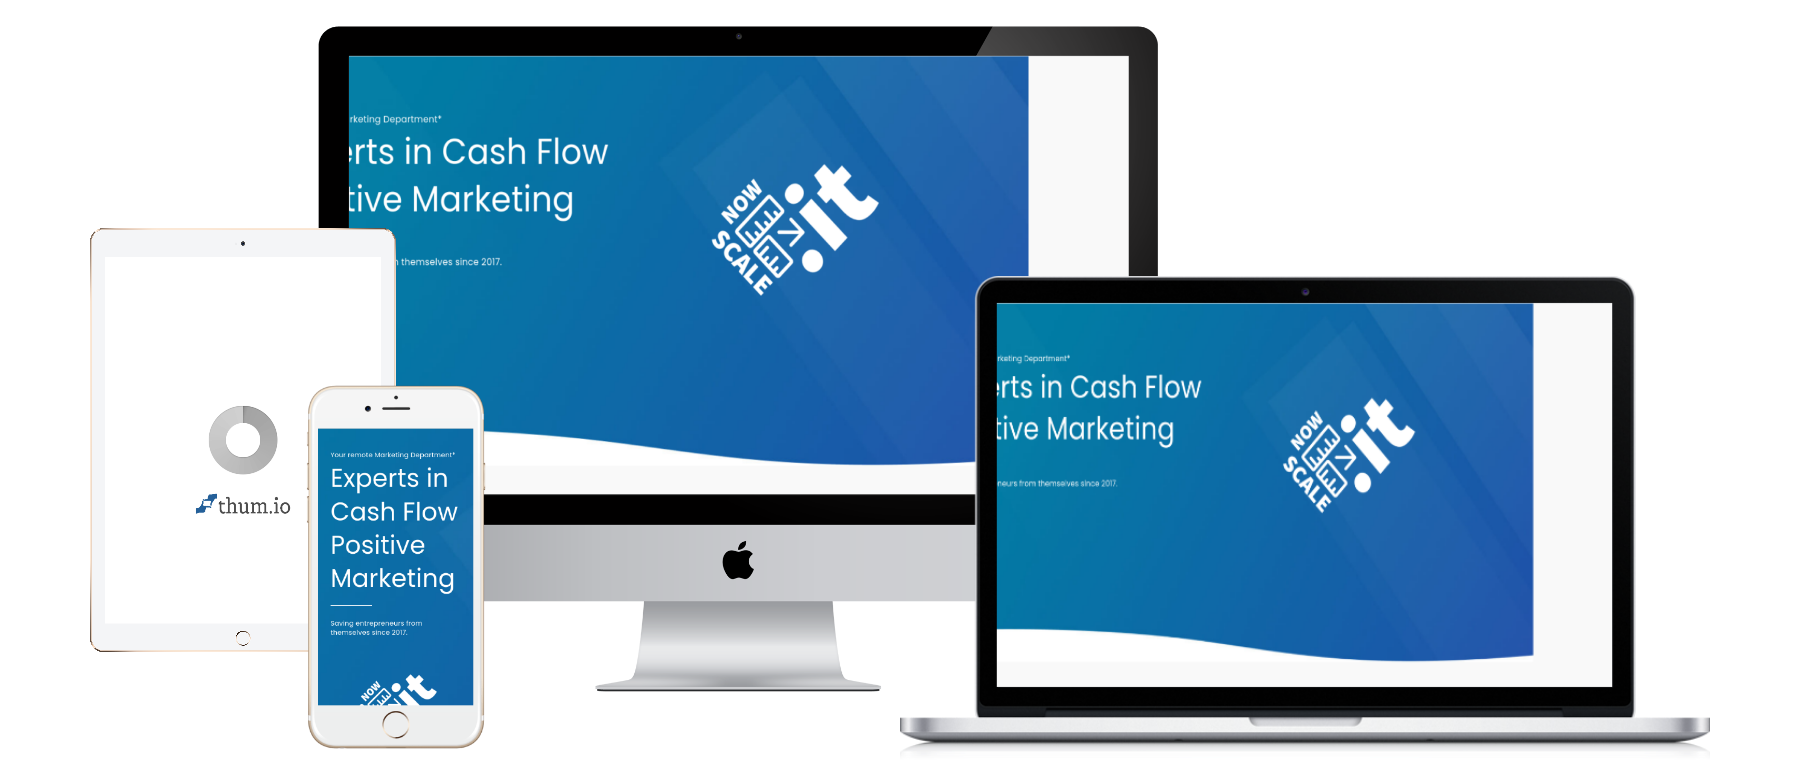 rketing Department*
erts in Cash Flow
tive Marketing
themselves since 2017.
NOW
SCALE
.it
thum.io
Your remote Marketing Department*
Experts in
Cash Flow
Positive
Marketing
Saving entrepreneurs from
themselves since 2017.
NOW
it
rketing Department*
erts in Cash Flow
tive Marketing
neurs from themselves since 2017.
NOW
SCALE
.it